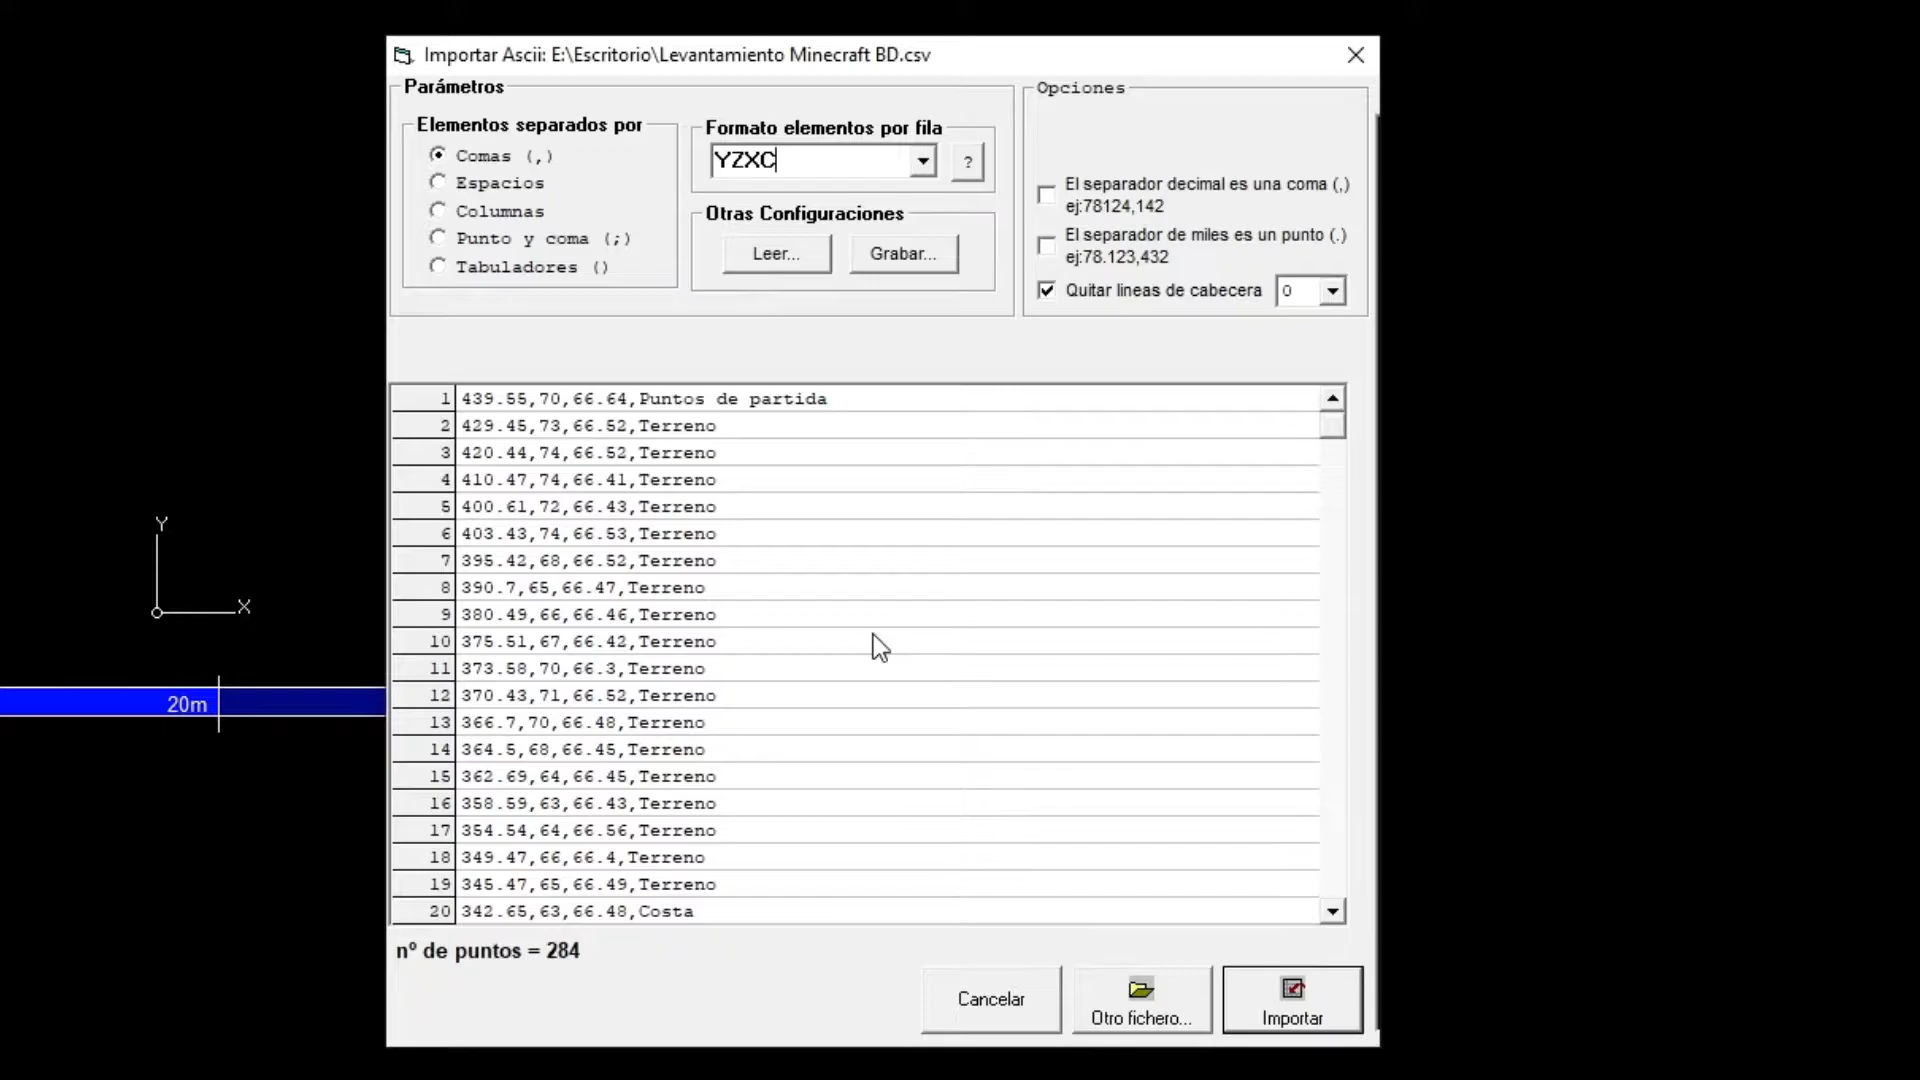 Importar Ascii: E:\Escritorio\Levantamiento Minecraft BD.csv
Parámetros
Elementos separados por
Comas (,)
Espacios
Columnas
Punto y coma (;)
Tabuladores ()
Formato elementos por fila
YZXC
?
Otras Configuraciones
Leer...
Grabar...
Opciones
El separador decimal es una coma (,)
ej:78124,142
El separador de miles es un punto (.)
ej:78.123,432
Quitar lineas de cabecera 0
1 439.55,70,66.64,Puntos de partida
2 429.45,73,66.52,Terreno
3 420.44,74,66.52,Terreno
4 410.47,74,66.41,Terreno
5 400.61,72,66.43,Terreno
6 403.43,74,66.53,Terreno
7 395.42,68,66.52,Terreno
8 390.7,65,66.47,Terreno
9 380.49,66,66.46,Terreno
10 375.51,67,66.42,Terreno
11 373.58,70,66.3,Terreno
12 370.43,71,66.52,Terreno
13 366.7,70,66.48,Terreno
14 364.5,68,66.45,Terreno
15 362.69,64,66.45,Terreno
16 358.59,63,66.43,Terreno
17 354.54,64,66.56,Terreno
18 349.47,66,66.4,Terreno
19 345.47,65,66.49,Terreno
20 342.65,63,66.48,Costa
nº de puntos = 284
Cancelar
Otro fichero...
Importar
Y
X
20m